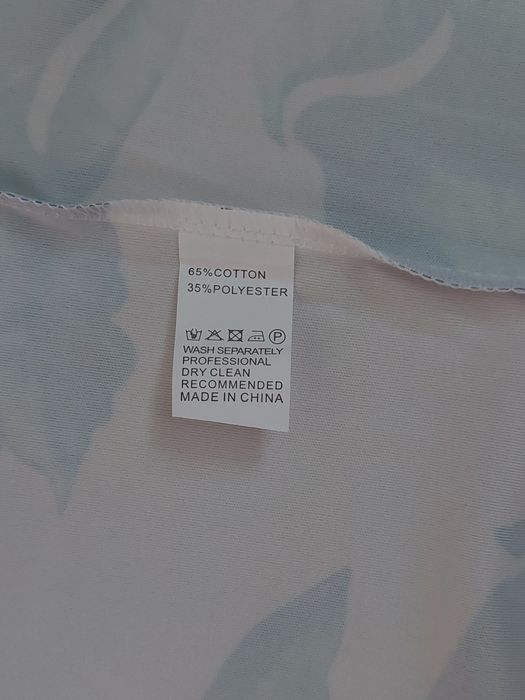 65%COTTON
35%POLYESTER
P
WASH SEPARATELY
PROFESSIONAL
DRY CLEAN
RECOMMENDED
MADE IN CHINA